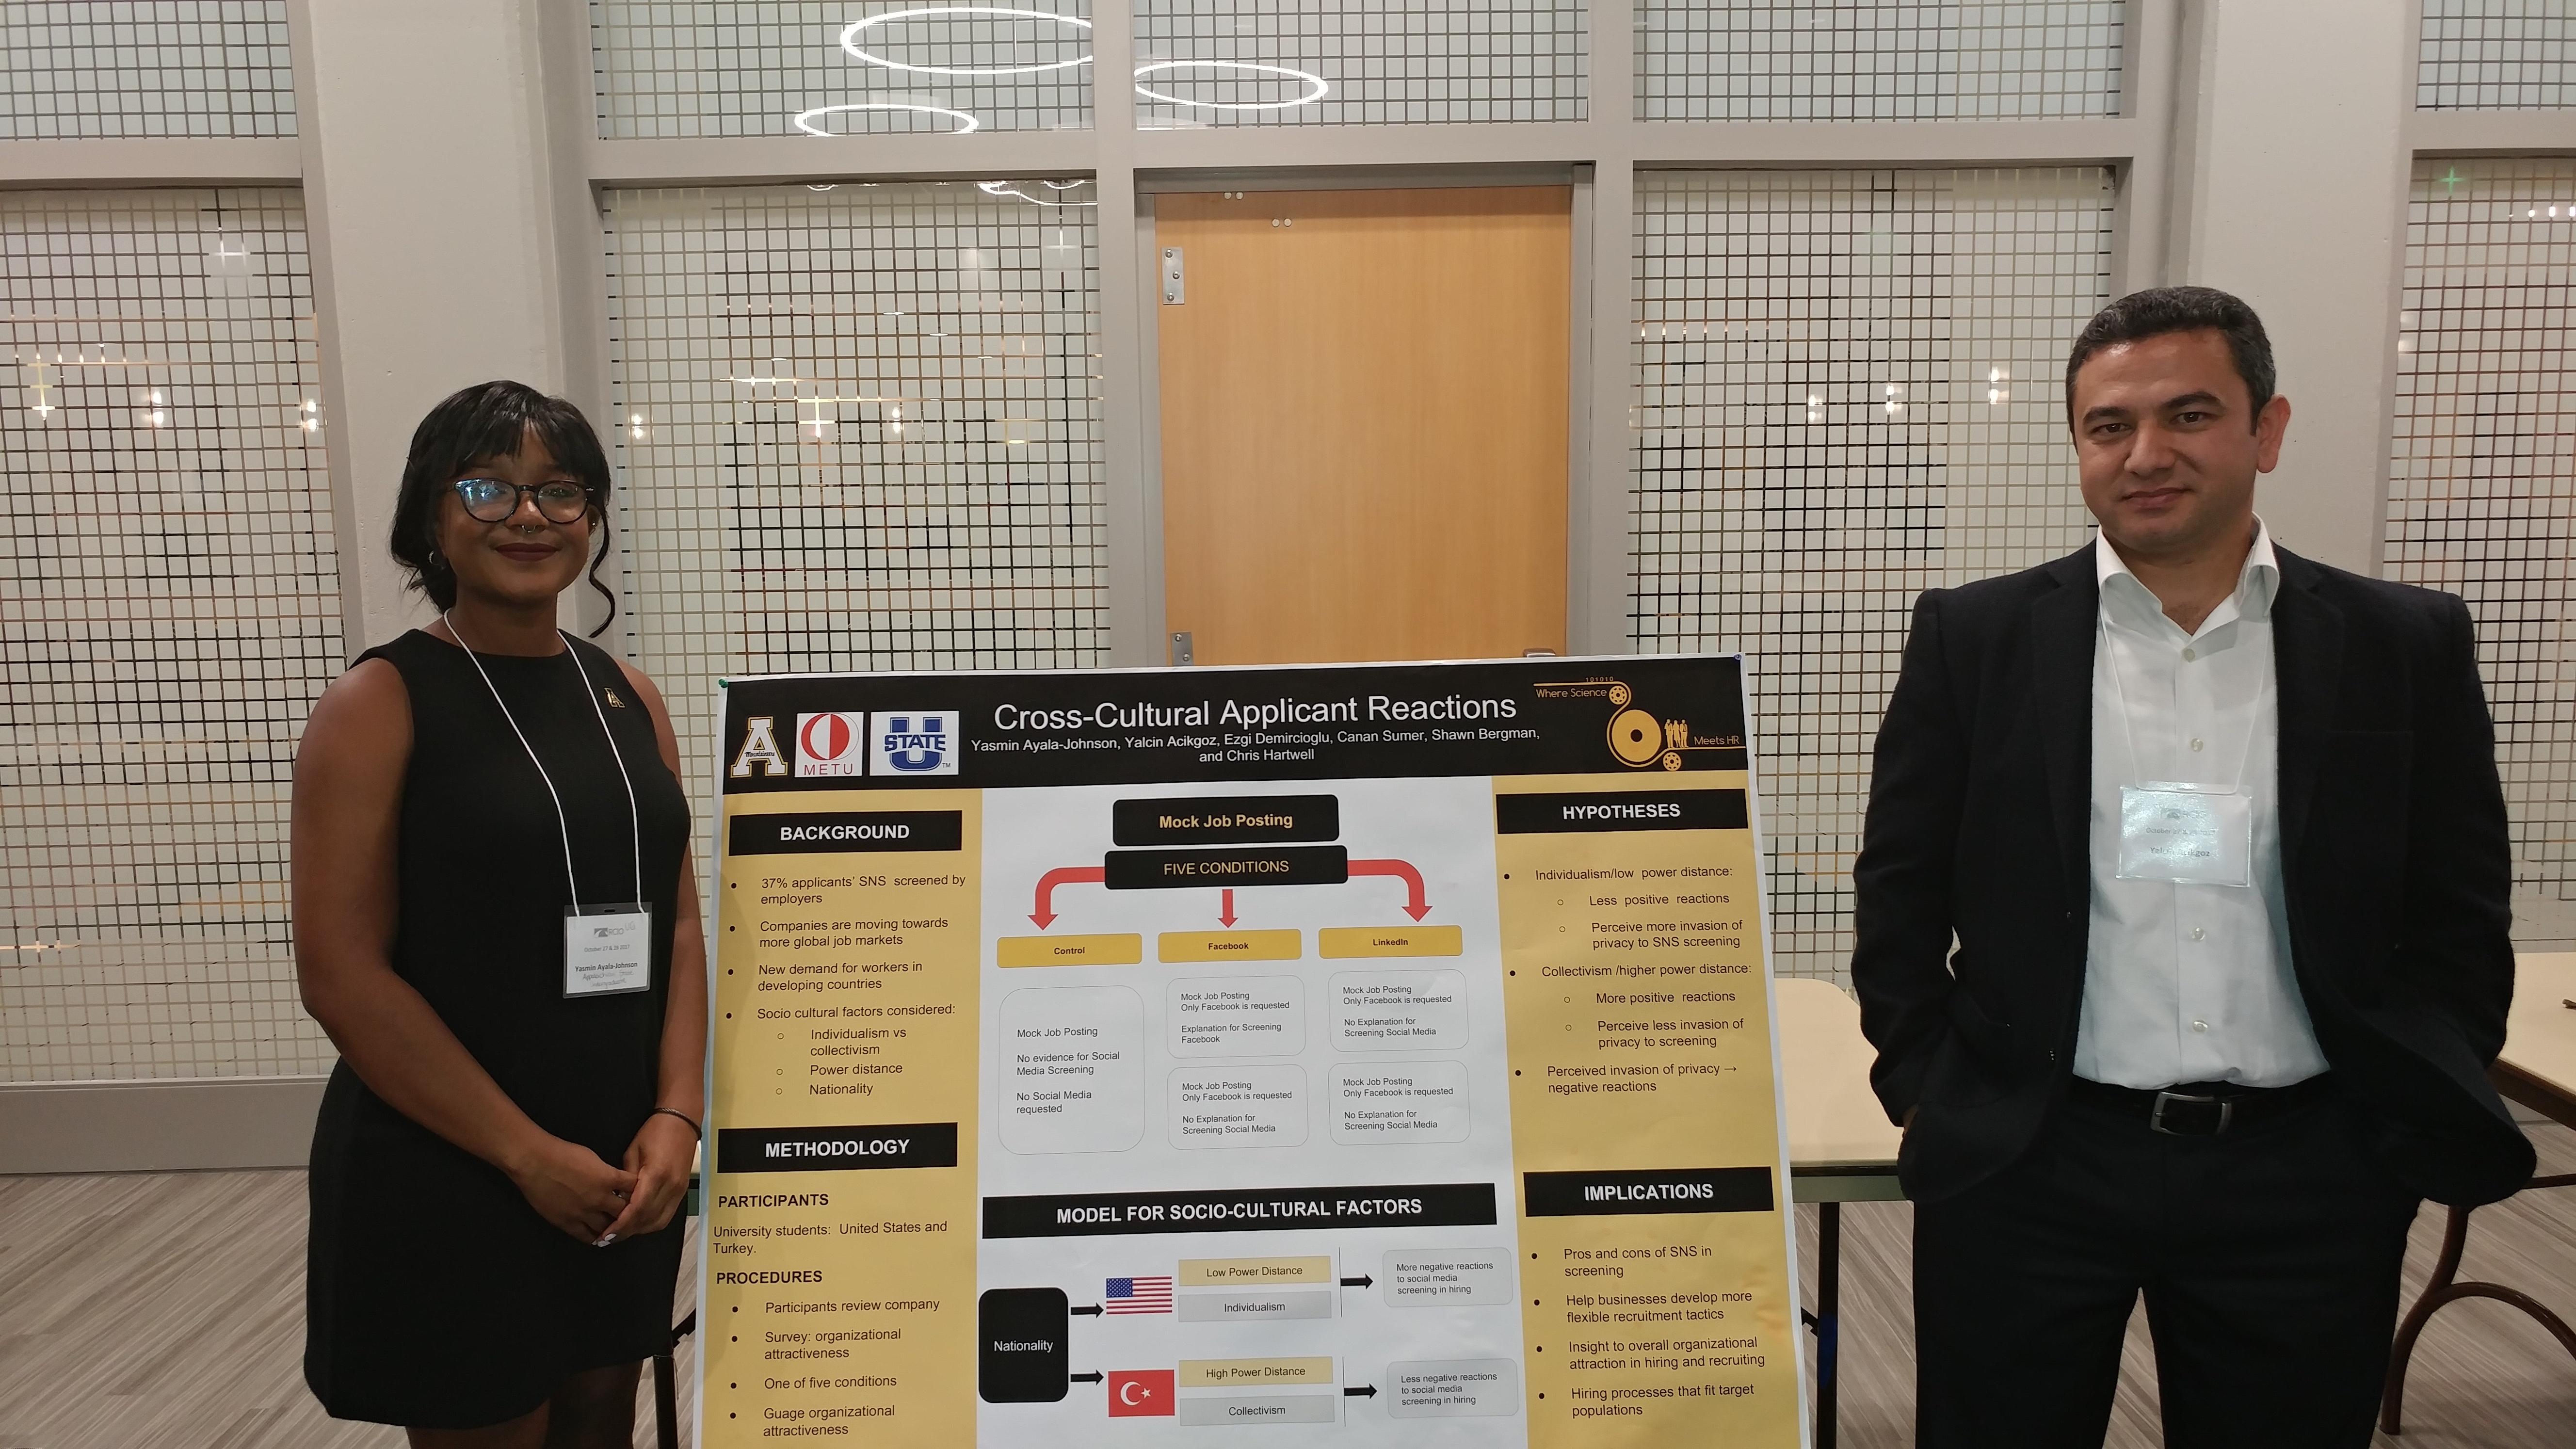 Cross-Cultural Applicant Reactions
Yasmin Ayala-Johnson, Yalcin Acikgoz, Ezgi Demircioglu, Canan Sumer, Shawn Bergman,
and Chris Hartwell
A
Mountaineers
METU
U
STATE
TM
101010
Where Science
Meets HR
BACKGROUND
37% applicants' SNS screened by
employers
Companies are moving towards
more global job markets
New demand for workers in
developing countries
Socio cultural factors considered:
Individualism vs
collectivism
Power distance
Nationality
METHODOLOGY
PARTICIPANTS
University students: United States and
Turkey.
PROCEDURES
Participants review company
Survey: organizational
attractiveness
One of five conditions
Guage organizational
attractiveness
Mock Job Posting
FIVE CONDITIONS
Control
Mock Job Posting
No evidence for Social
Media Screening
No Social Media
requested
Facebook
Mock Job Posting
Only Facebook is requested
Explanation for Screening
Facebook
Mock Job Posting
Only Facebook is requested
No Explanation for
Screening Social Media
LinkedIn
Mock Job Posting
Only Facebook is requested
No Explanation for
Screening Social Media
Mock Job Posting
Only Facebook is requested
No Explanation for
Screening Social Media
MODEL FOR SOCIO-CULTURAL FACTORS
Nationality
Low Power Distance
Individualism
More negative reactions
to social media
screening in hiring
High Power Distance
Collectivism
Less negative reactions
to social media
screening in hiring
HYPOTHESES
Individualism/low power distance:
Less positive reactions
Perceive more invasion of
privacy to SNS screening
Collectivism /higher power distance:
More positive reactions
Perceive less invasion of
privacy to screening
Perceived invasion of privacy →
negative reactions
IMPLICATIONS
Pros and cons of SNS in
screening
Help businesses develop more
flexible recruitment tactics
Insight to overall organizational
attraction in hiring and recruiting
Hiring processes that fit target
populations
A
October 27 & 28 2017
Yasmin Ayala-Johnson
October